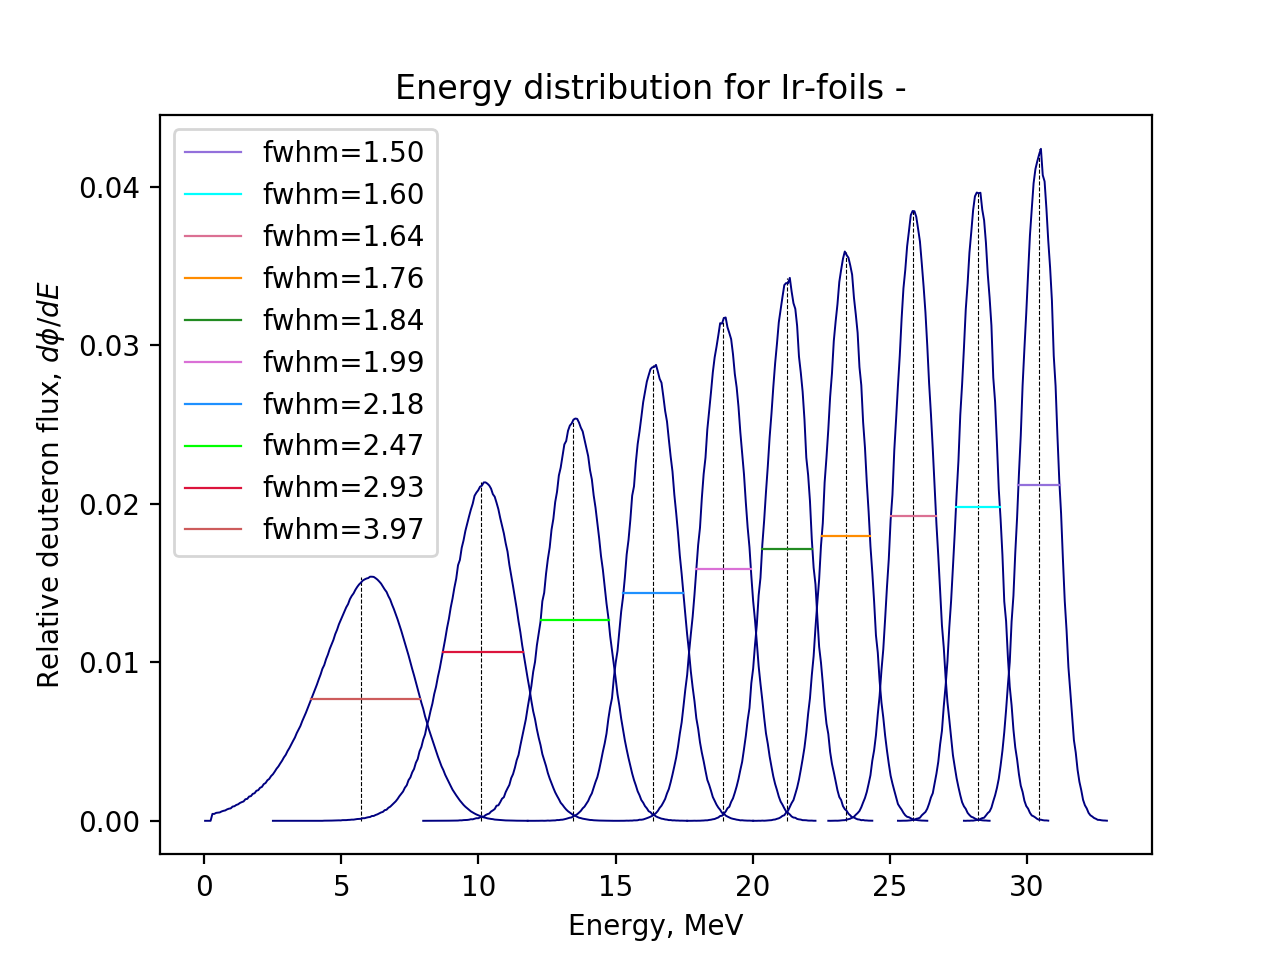 Energy distribution for Ir-foils -
fwhm=1.50
fwhm=1.60
fwhm=1.64
fwhm=1.76
fwhm=1.84
fwhm=1.99
fwhm=2.18
fwhm=2.47
fwhm=2.93
fwhm=3.97
Relative deuteron flux, dϕ/dE
0.04
0.03
0.02
0.01
0.00
0 5 10 15 20 25 30
Energy, MeV